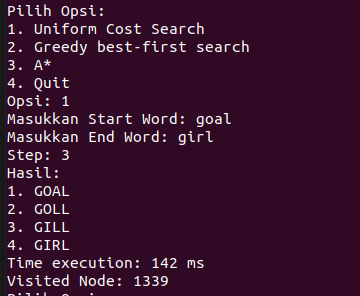 Pilih Opsi:
1. Uniform Cost Search
2. Greedy best-first search
3. A*
4. Quit
Opsi: 1
Masukkan Start Word: goal
Masukkan End Word: girl
Step: 3
Hasil:
1. GOAL
2. GOLL
3. GILL
4. GIRL
Time execution: 142 ms
Visited Node: 1339